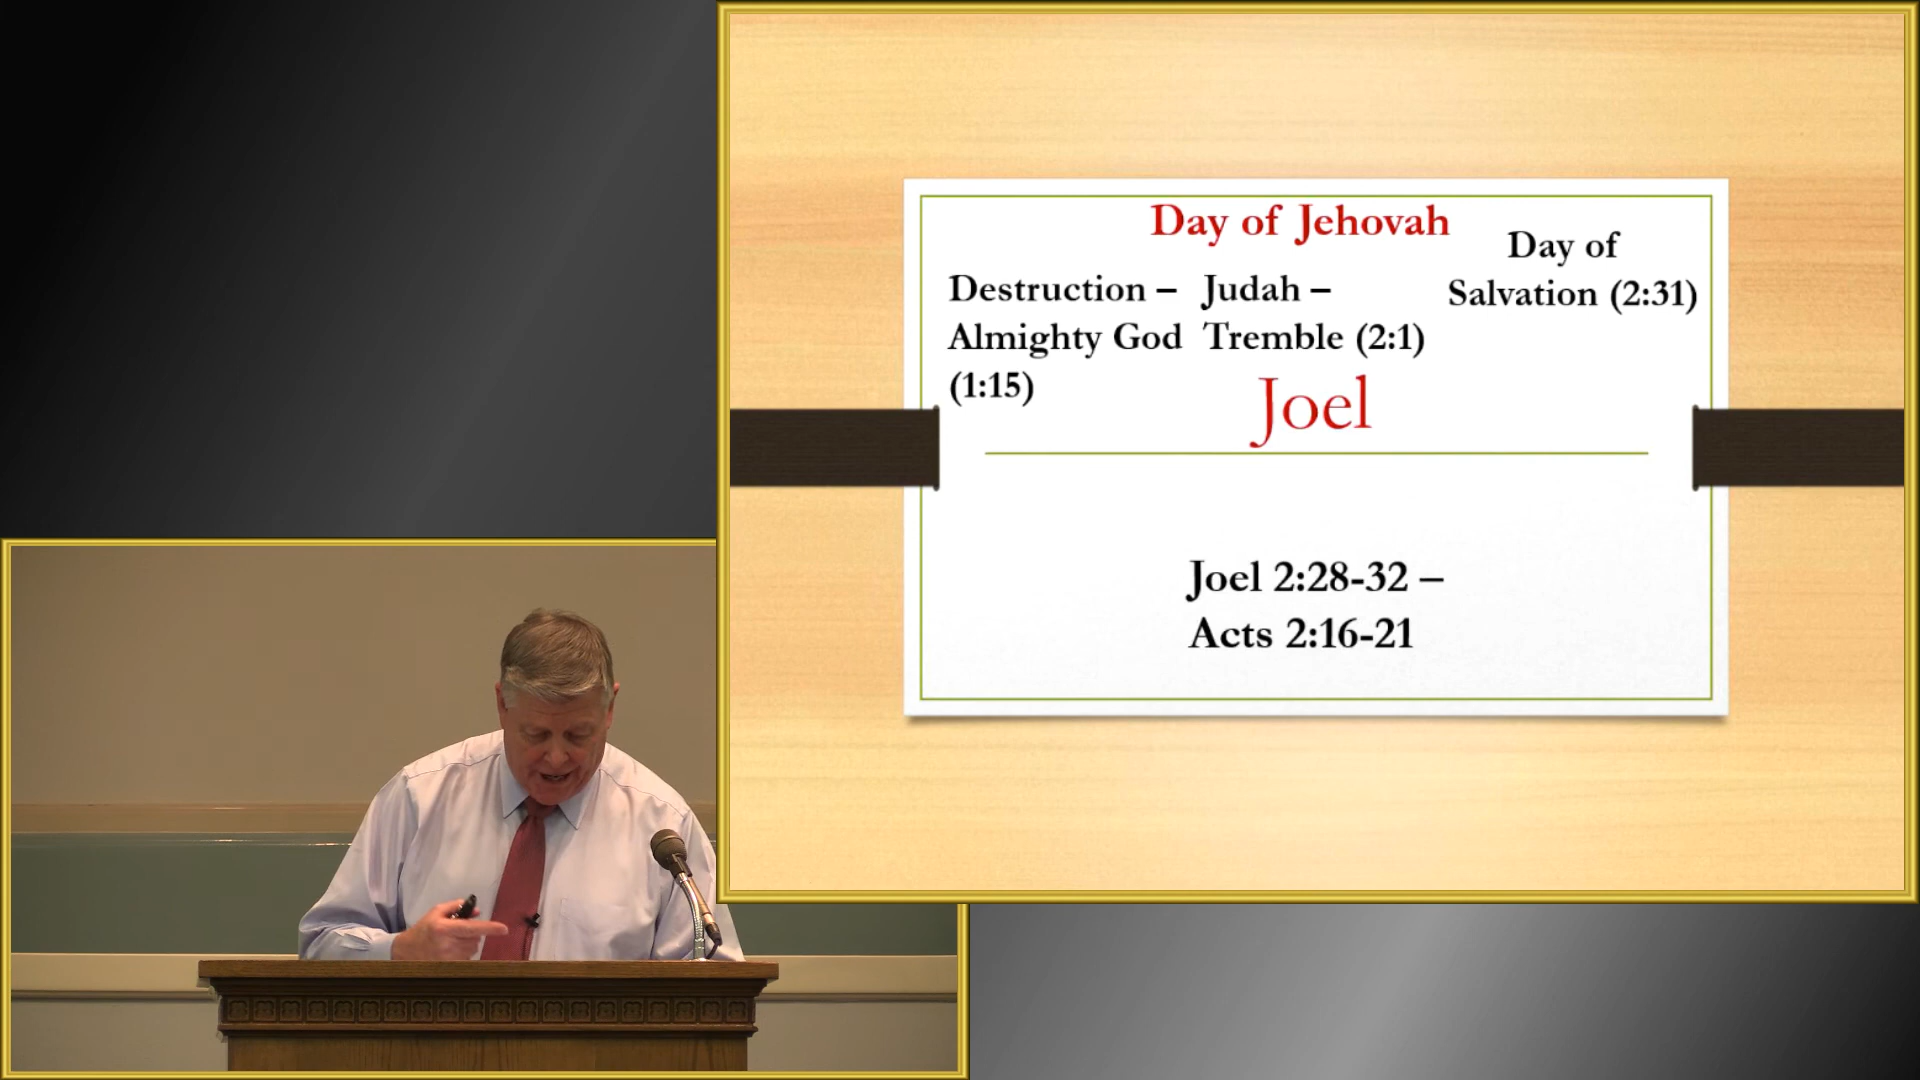 Day of Jehovah
Destruction –
Almighty God
(1:15)
Judah –
Tremble (2:1)
Day of
Salvation (2:31)
Joel
Joel 2:28-32 –
Acts 2:16-21